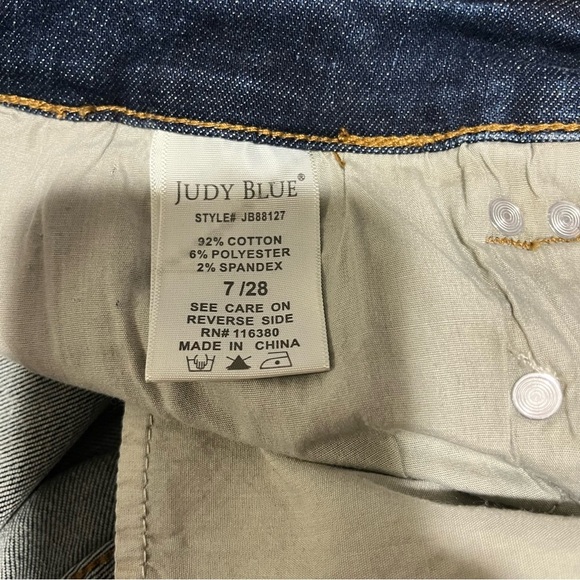 JUDY BLUE®
STYLE# JB88127
92% COTTON
6% POLYESTER
2% SPANDEX
7/28
SEE CARE ON
REVERSE SIDE
RN# 116380
MADE IN CHINA